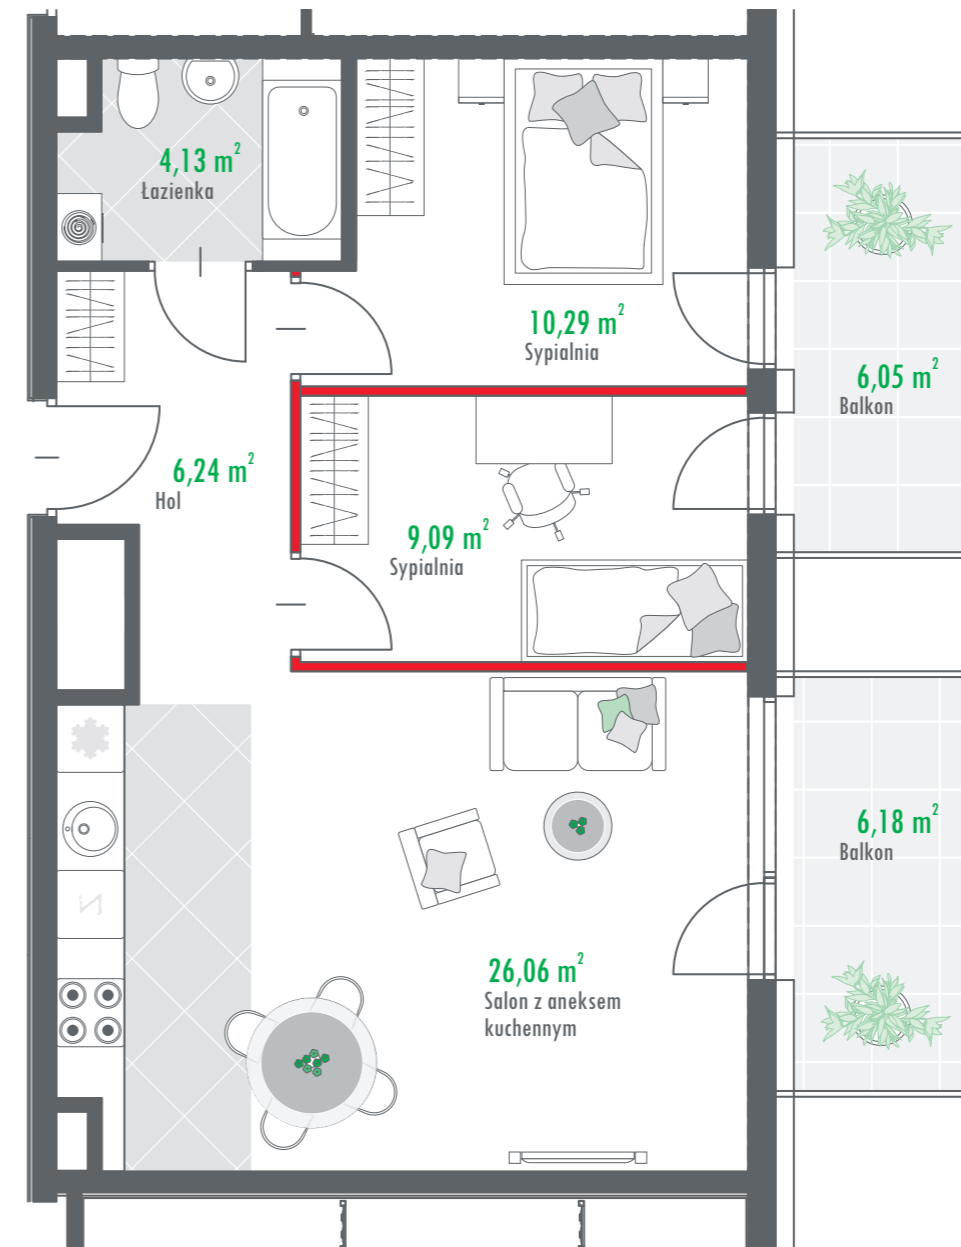 4,13 m²
Łazienka
10,29 m²
Sypialnia
6,05 m²
Balkon
6,24 m²
Hol
9,09 m²
Sypialnia
6,18 m²
Balkon
26,06 m²
Salon z aneksem
kuchennym